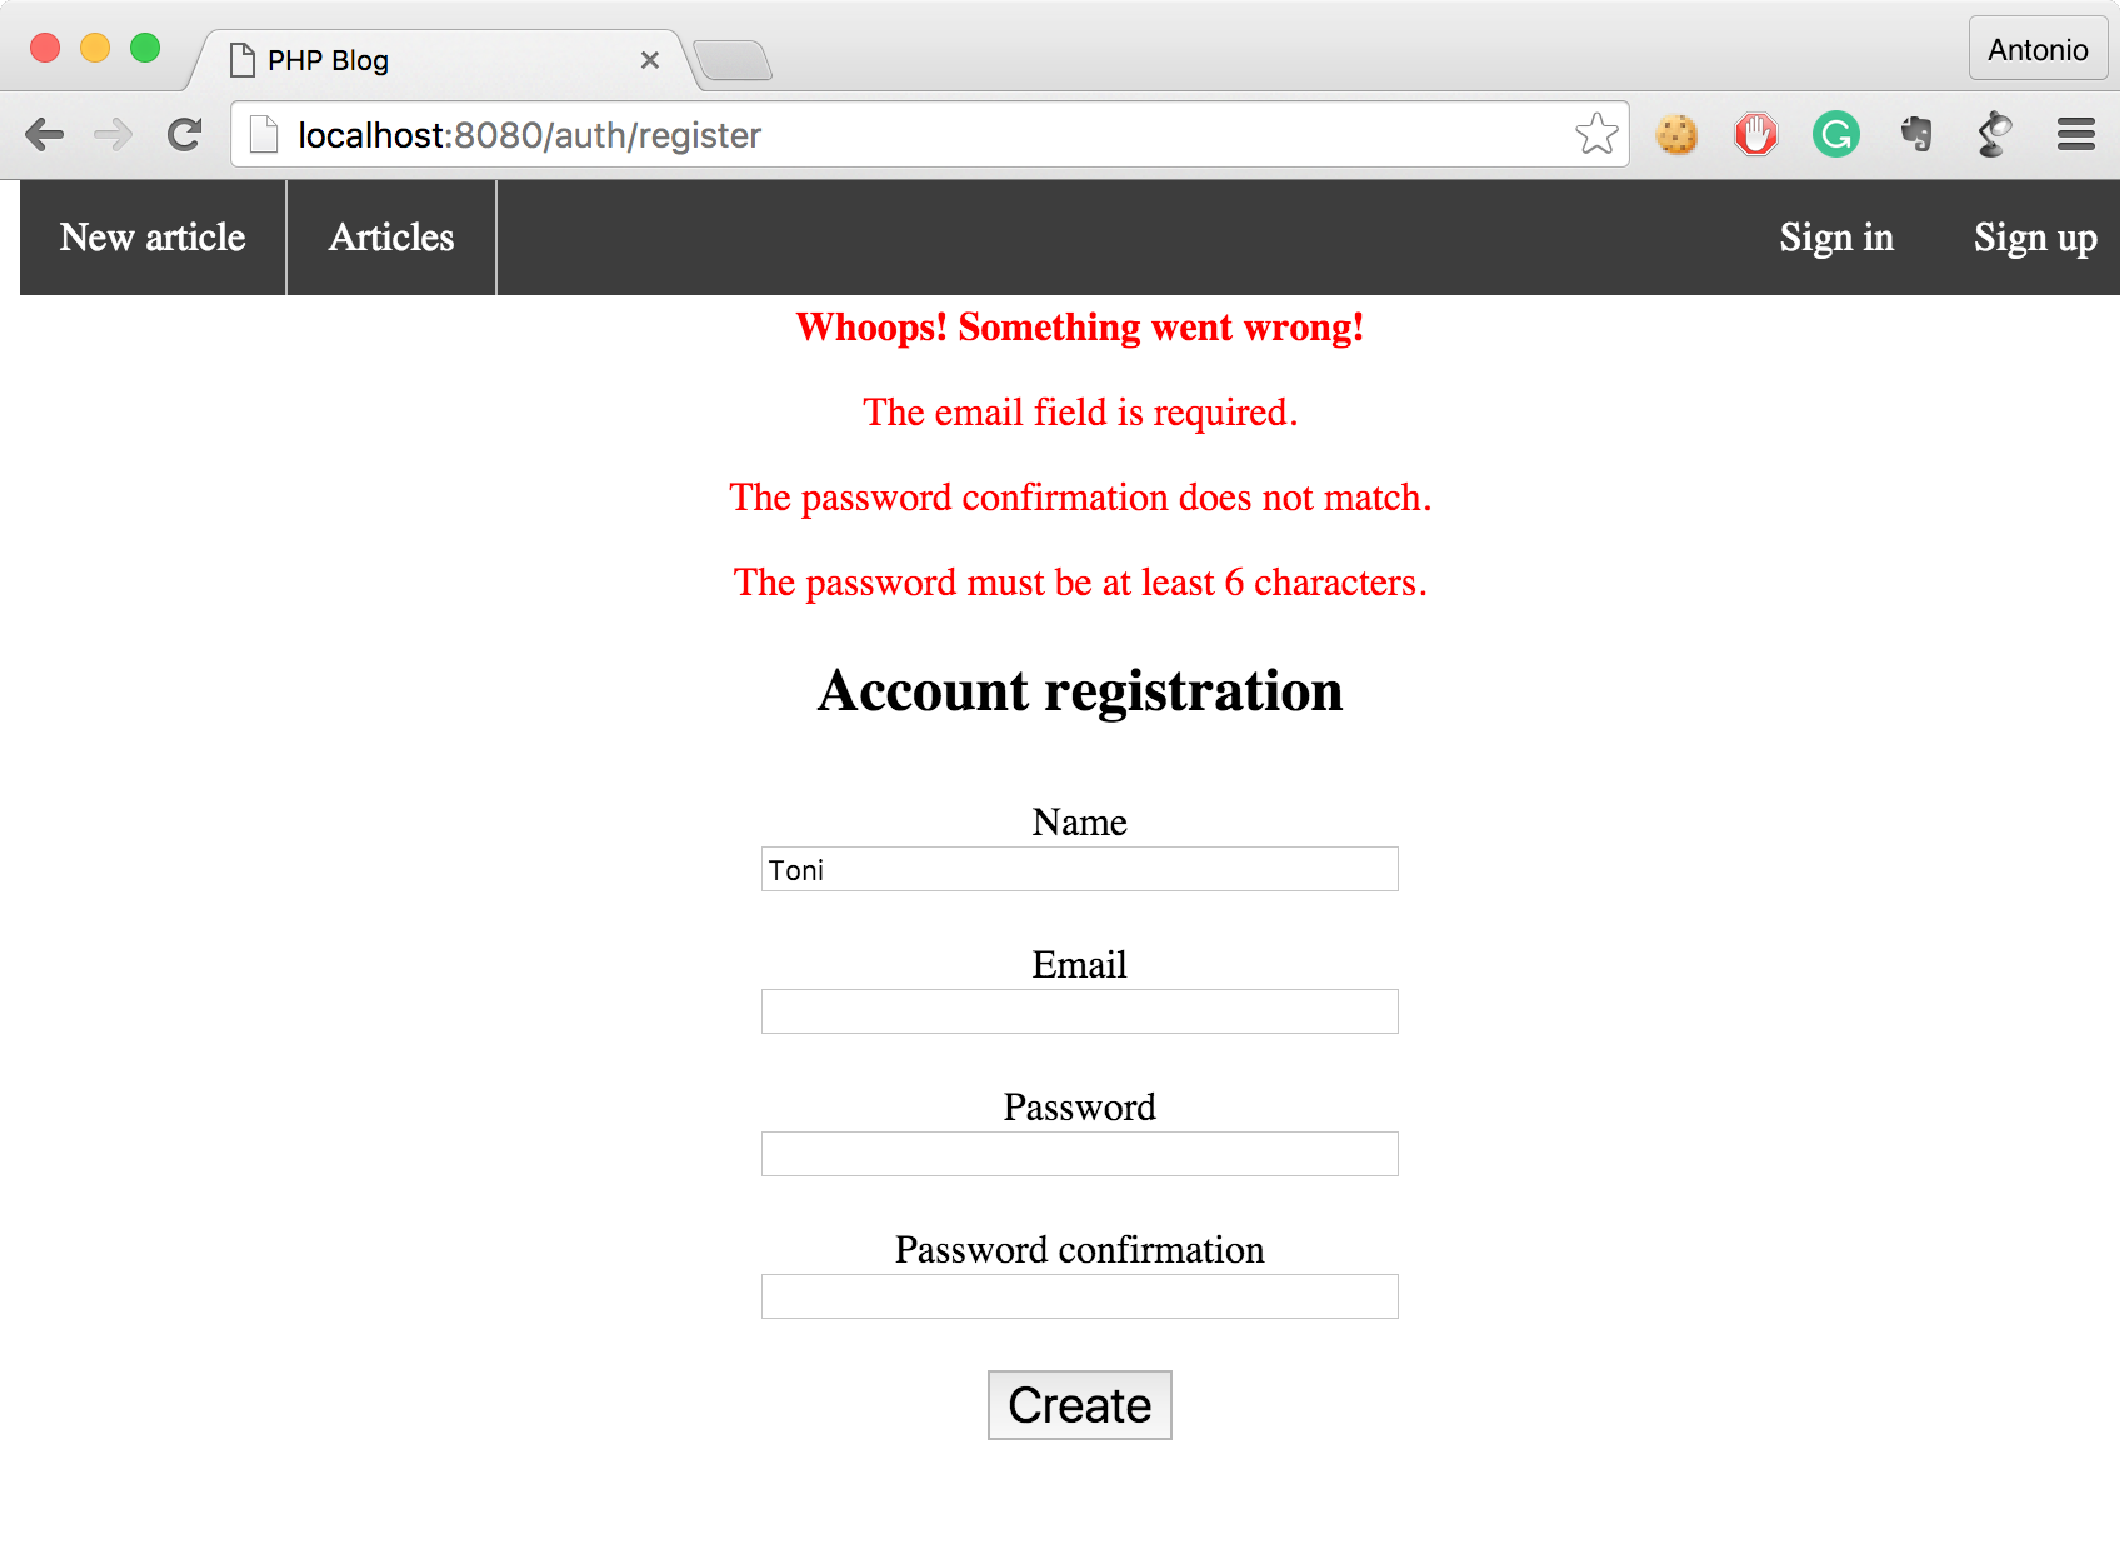 PHP Blog
Antonio
localhost:8080/auth/register
New article
Articles
Sign in
Sign up
Whoops! Something went wrong!
The email field is required.
The password confirmation does not match.
The password must be at least 6 characters.
Account registration
Name
Toni
Email
Password
Password confirmation
Create